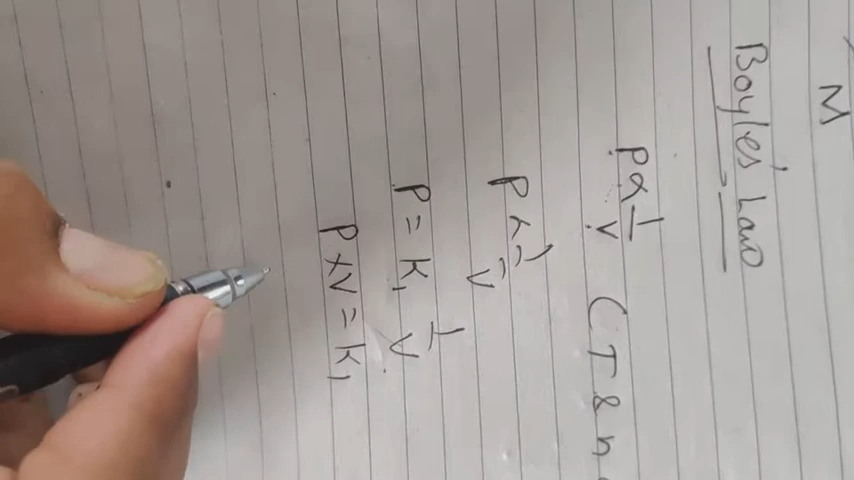 M
Boyle's Law
P ∝ 1/V (T & n
P ∝ 1/V
P = K₁ 1/V
P × V = K₁